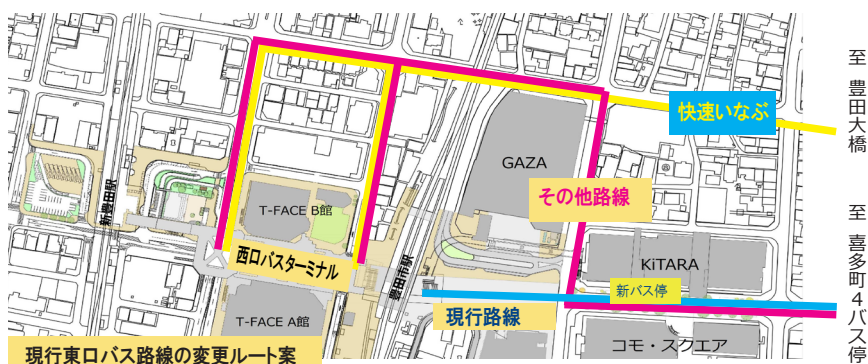 至 豊田大橋
快速いなぶ
GAZA
その他路線
T-FACE B館
新豊田駅
西口バスターミナル
豊田市駅
KiTARA
至 喜多町4バス停
新バス停
現行路線
T-FACE A館
コモ・スクエア
現行東口バス路線の変更ルート案